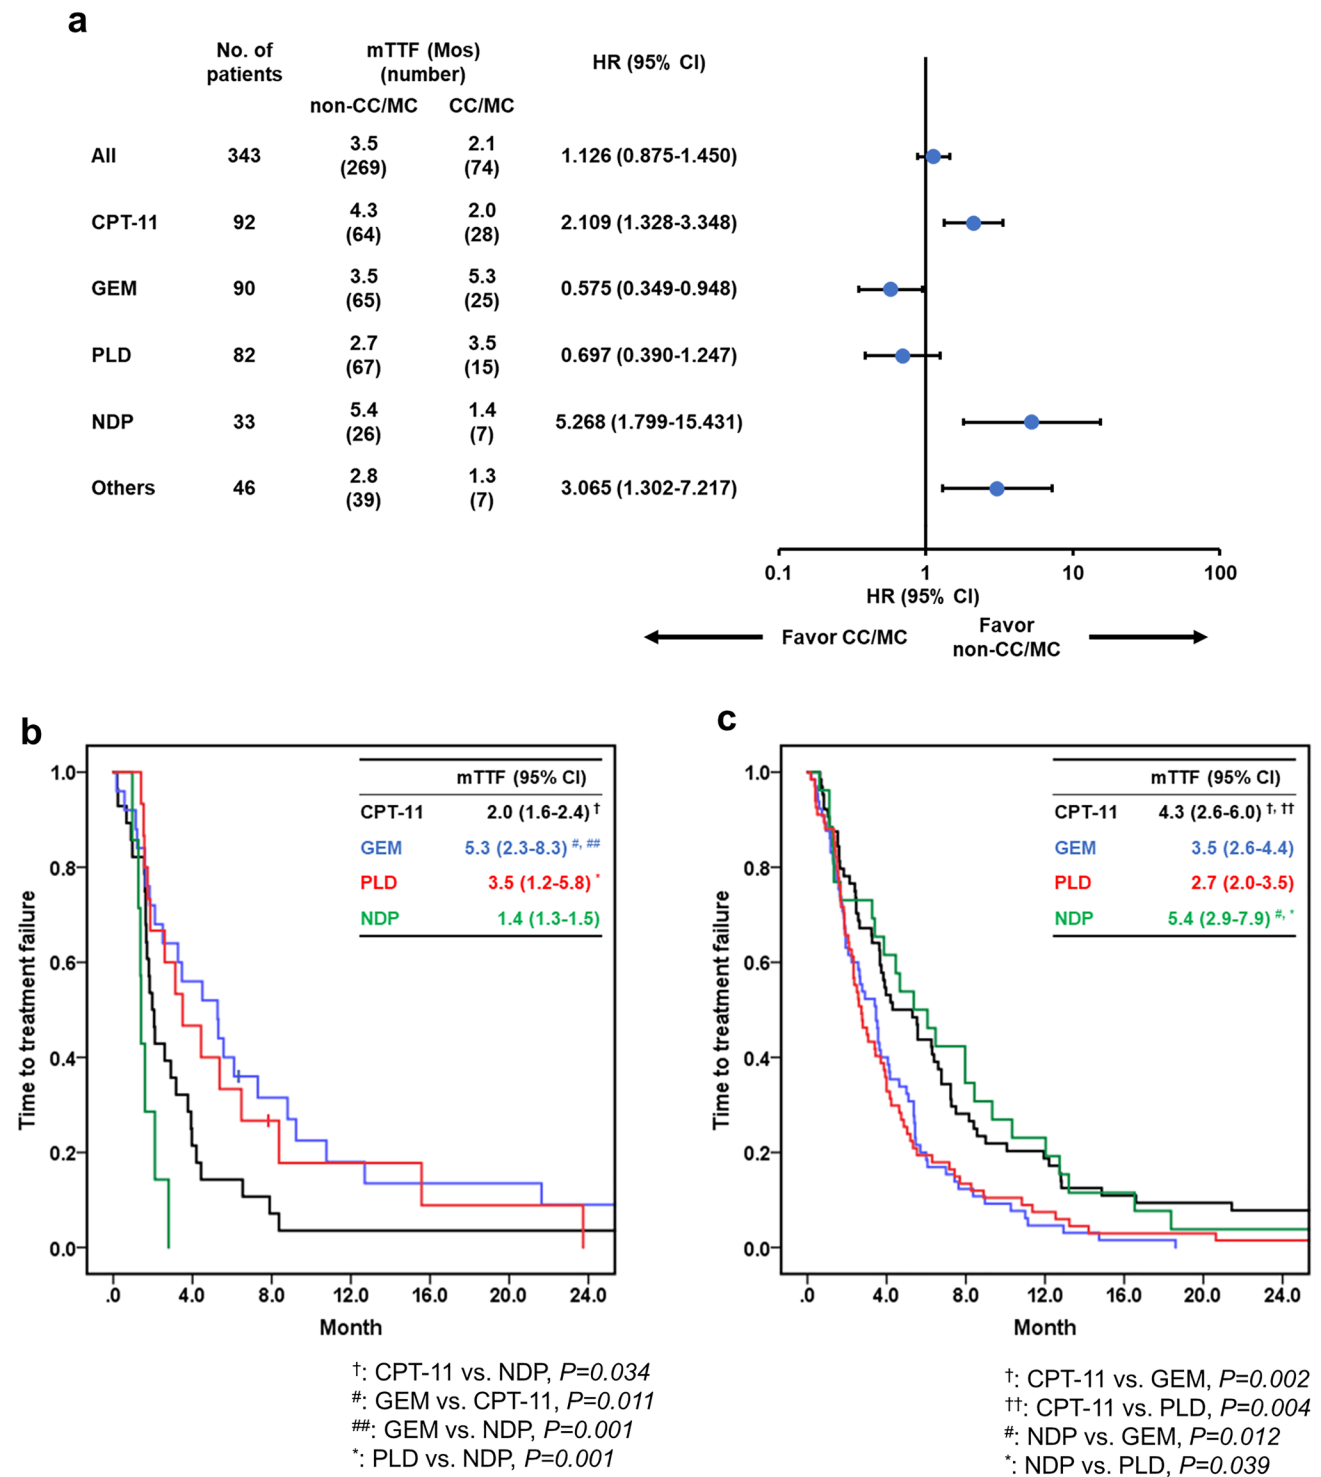 a
No. of patients
mTTF (Mos) (number)
HR (95% CI)
non-CC/MC CC/MC
All 343 3.5 (269) 2.1 (74) 1.126 (0.875-1.450)
CPT-11 92 4.3 (64) 2.0 (28) 2.109 (1.328-3.348)
GEM 90 3.5 (65) 5.3 (25) 0.575 (0.349-0.948)
PLD 82 2.7 (67) 3.5 (15) 0.697 (0.390-1.247)
NDP 33 5.4 (26) 1.4 (7) 5.268 (1.799-15.431)
Others 46 2.8 (39) 1.3 (7) 3.065 (1.302-7.217)
0.1 1 10 100
HR (95% CI)
Favor CC/MC
Favor non-CC/MC
b
mTTF (95% CI)
CPT-11 2.0 (1.6-2.4) †
GEM 5.3 (2.3-8.3) #, ##
PLD 3.5 (1.2-5.8) *
NDP 1.4 (1.3-1.5)
Time to treatment failure
1.0
0.8
0.6
0.4
0.2
0.0
.0 4.0 8.0 12.0 16.0 20.0 24.0
Month
†: CPT-11 vs. NDP, P=0.034
#: GEM vs. CPT-11, P=0.011
##: GEM vs. NDP, P=0.001
*: PLD vs. NDP, P=0.001
c
mTTF (95% CI)
CPT-11 4.3 (2.6-6.0) †, ††
GEM 3.5 (2.6-4.4)
PLD 2.7 (2.0-3.5)
NDP 5.4 (2.9-7.9) #, *
Time to treatment failure
1.0
0.8
0.6
0.4
0.2
0.0
.0 4.0 8.0 12.0 16.0 20.0 24.0
Month
†: CPT-11 vs. GEM, P=0.002
††: CPT-11 vs. PLD, P=0.004
#: NDP vs. GEM, P=0.012
*: NDP vs. PLD, P=0.039